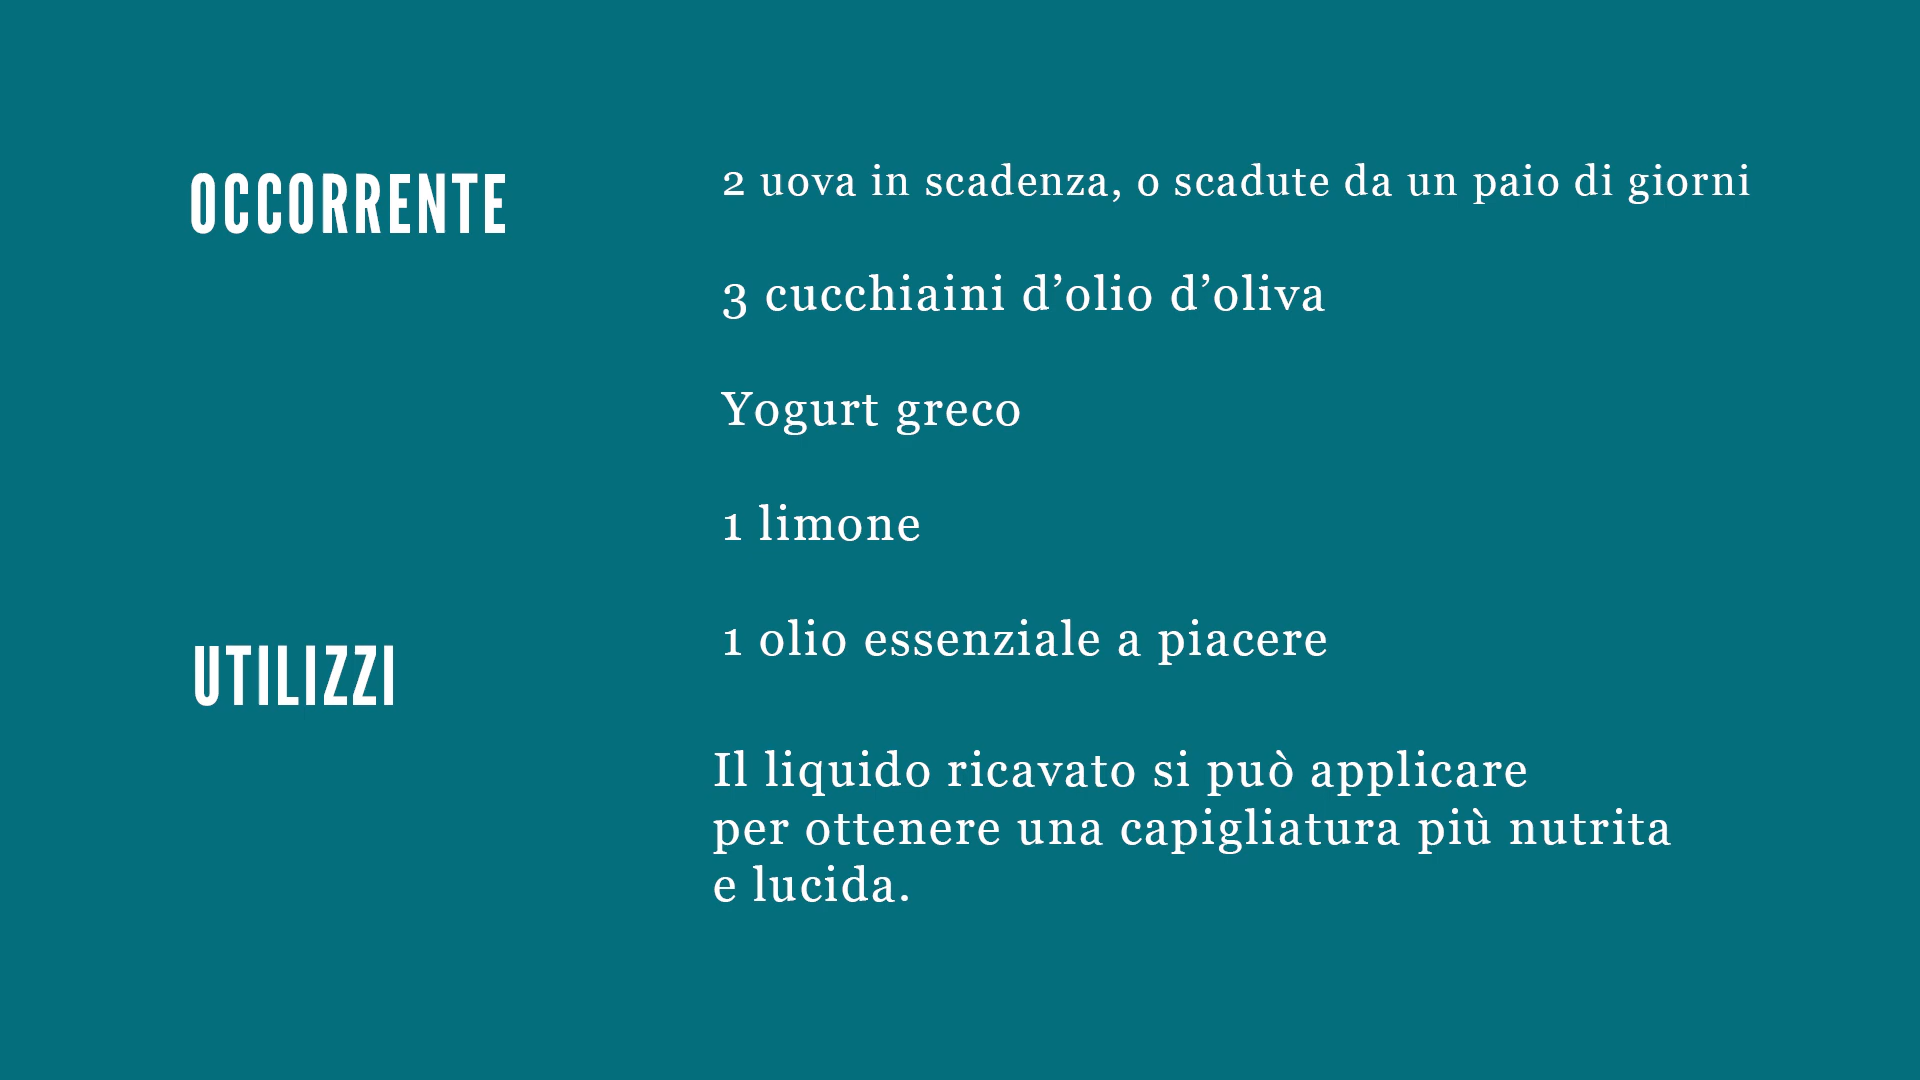 OCCORRENTE
2 uova in scadenza, o scadute da un paio di giorni
3 cucchiaini d’olio d’oliva
Yogurt greco
1 limone
1 olio essenziale a piacere
UTILIZZI
Il liquido ricavato si può applicare
per ottenere una capigliatura più nutrita
e lucida.